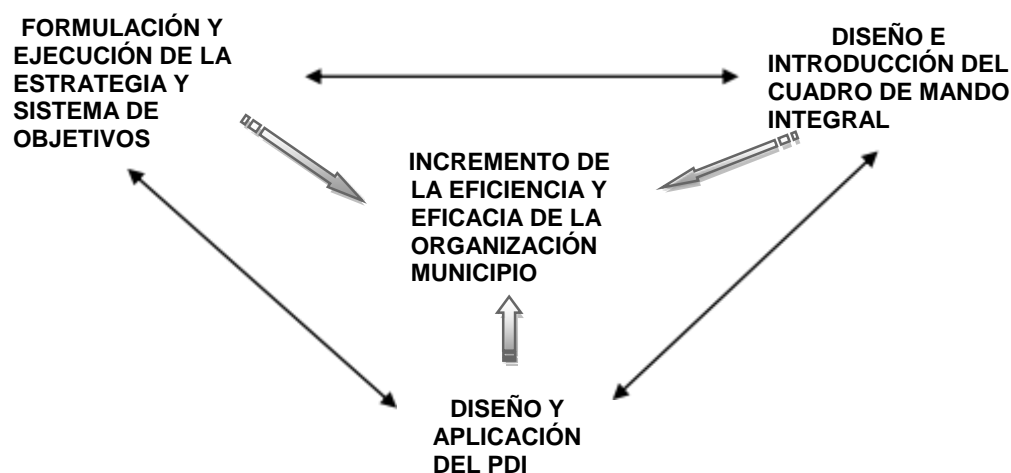 FORMULACIÓN Y
EJECUCIÓN DE LA
ESTRATEGIA Y
SISTEMA DE
OBJETIVOS
DISEÑO E
INTRODUCCIÓN DEL
CUADRO DE MANDO
INTEGRAL
INCREMENTO DE
LA EFICIENCIA Y
EFICACIA DE LA
ORGANIZACIÓN
MUNICIPIO
DISEÑO Y
APLICACIÓN
DEL PDI